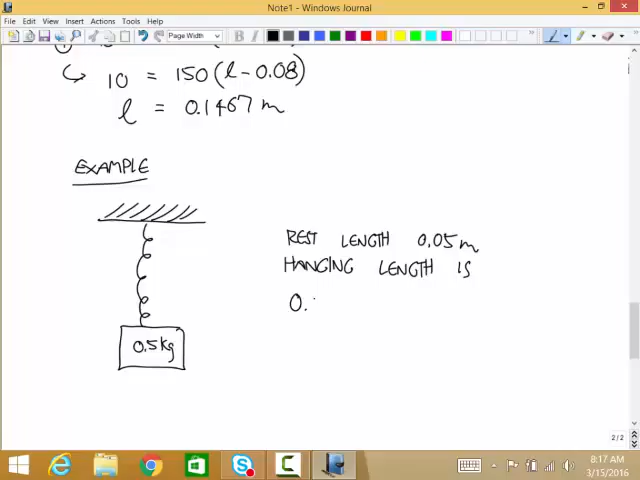 Note1 - Windows Journal
File Edit View Insert Actions Tools Help
Page Width
10 = 150(l-0.08)
l = 0.1467 m
EXAMPLE
REST LENGTH 0.05m
HANGING LENGTH IS
0.
0.5kg
2/2
8:17 AM
3/15/2016